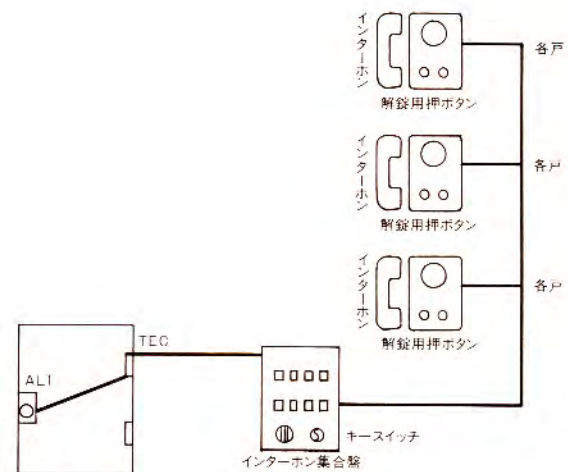 インターホン
各戸
解錠用押ボタン
インターホン
各戸
解錠用押ボタン
インターホン
各戸
解錠用押ボタン
TEC
ALT
キースイッチ
インターホン集合盤